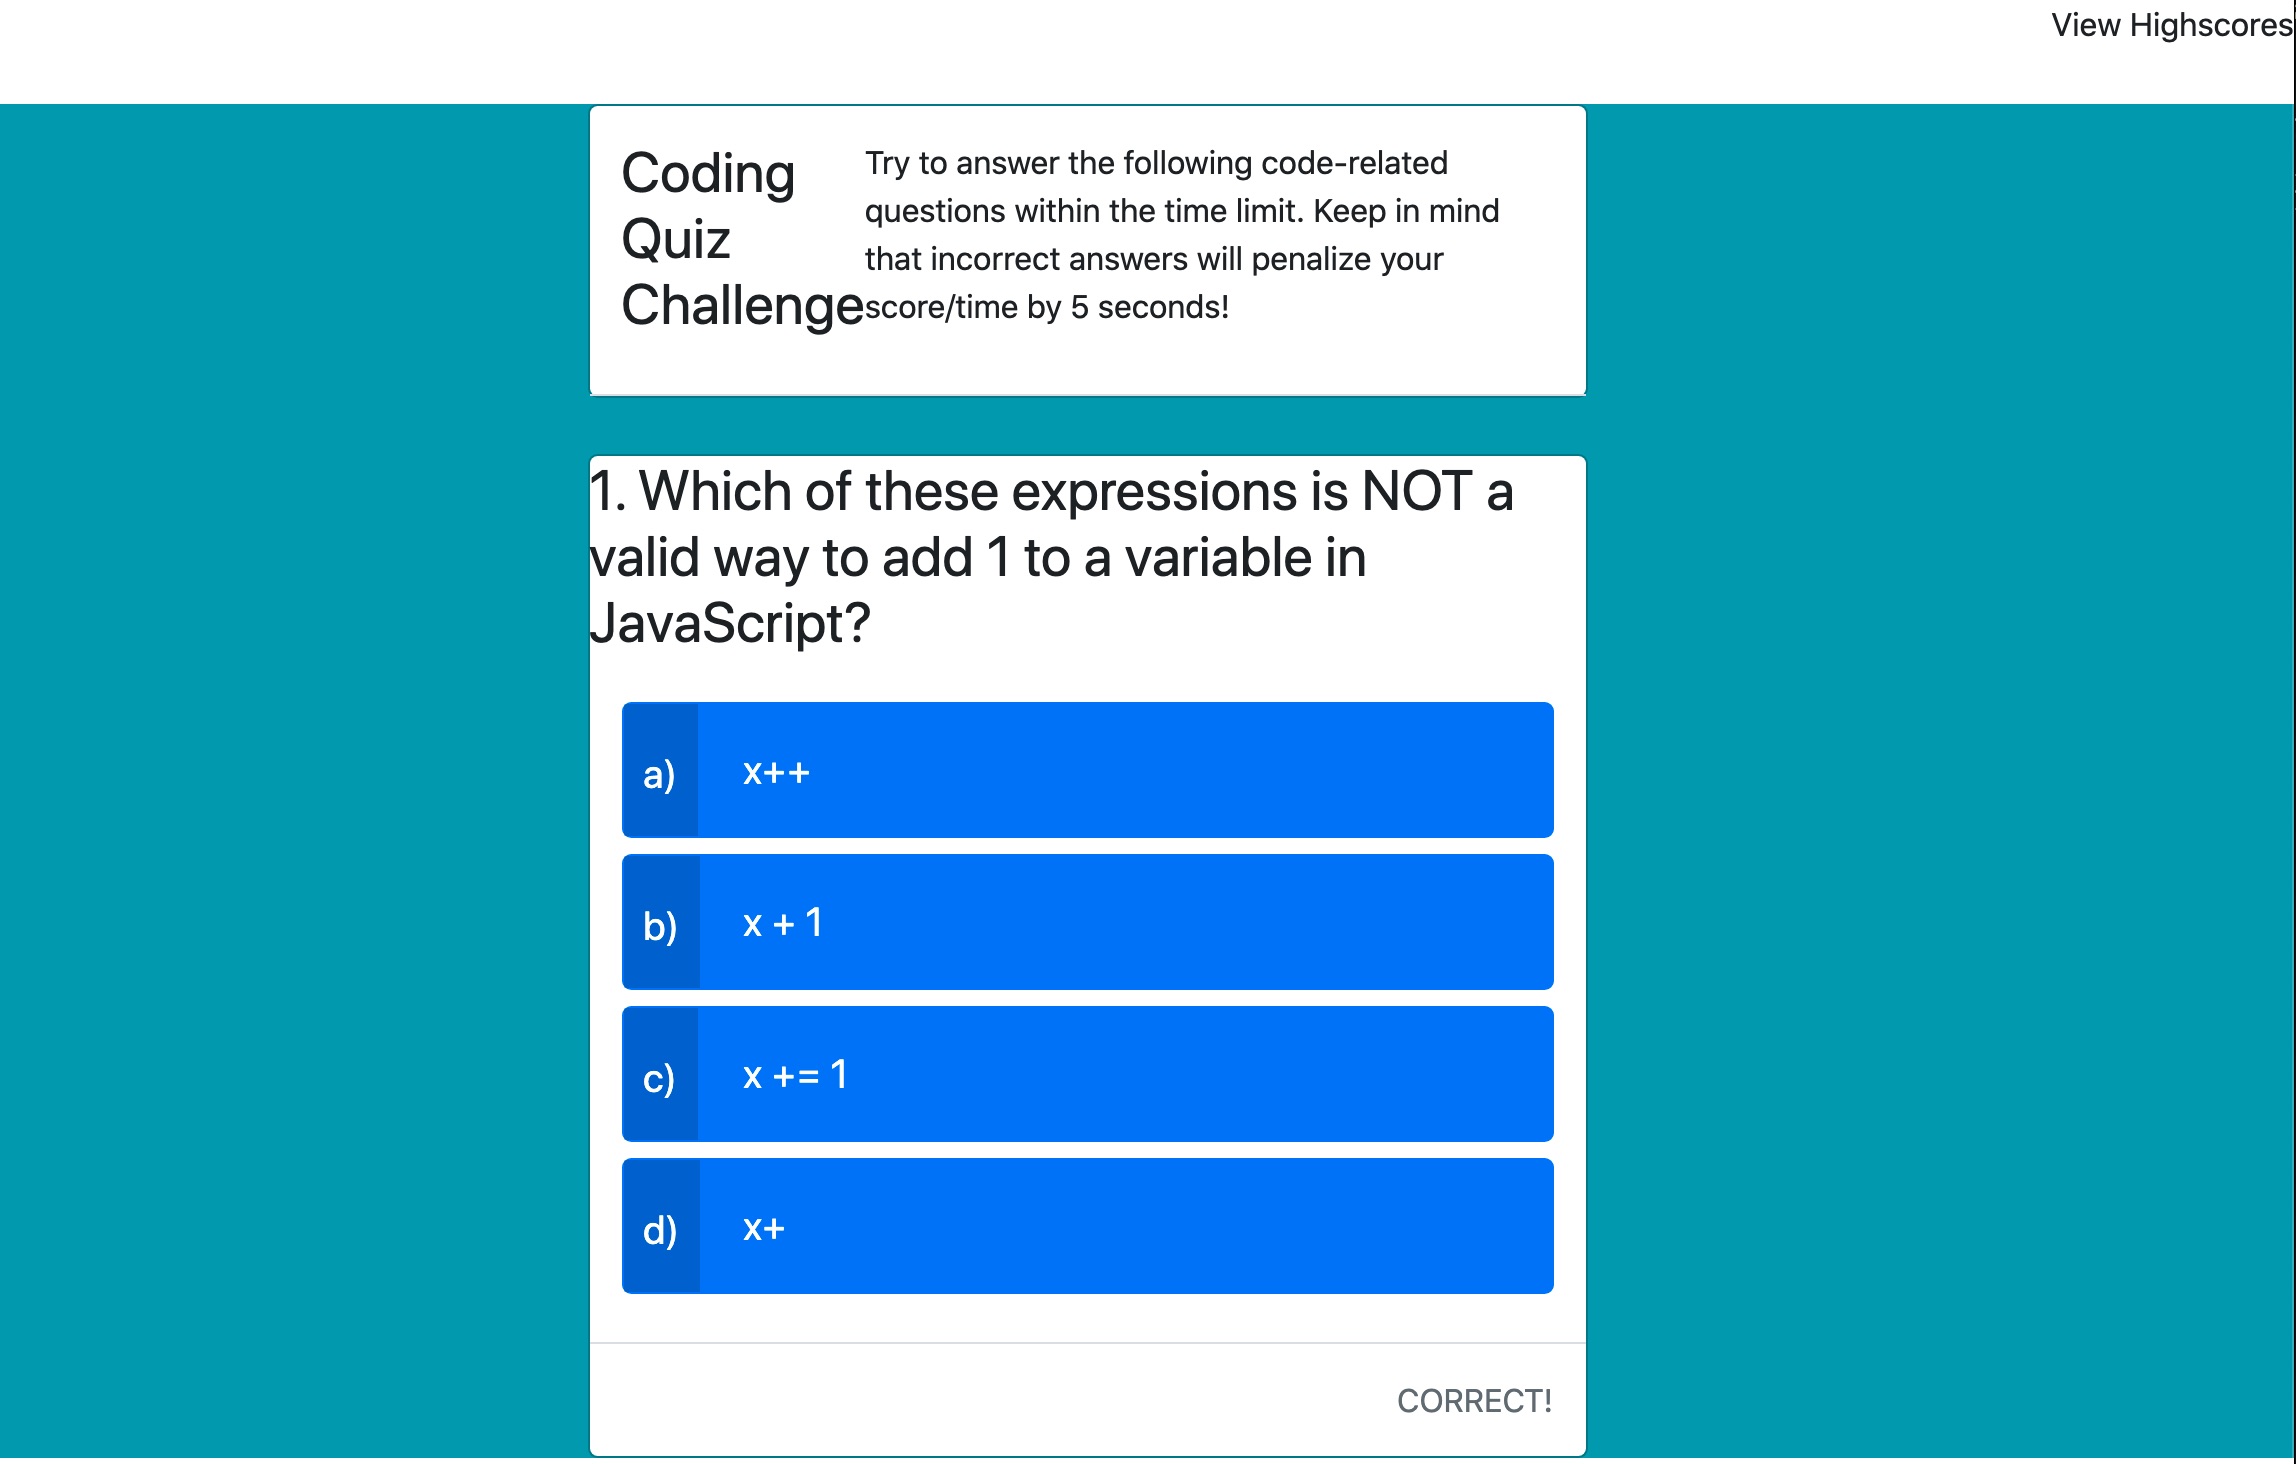 View Highscores
Coding
Quiz
Challenge
Try to answer the following code-related
questions within the time limit. Keep in mind
that incorrect answers will penalize your
score/time by 5 seconds!
1. Which of these expressions is NOT a
valid way to add 1 to a variable in
JavaScript?
a) x++
b) x + 1
c) x += 1
d) x+
CORRECT!